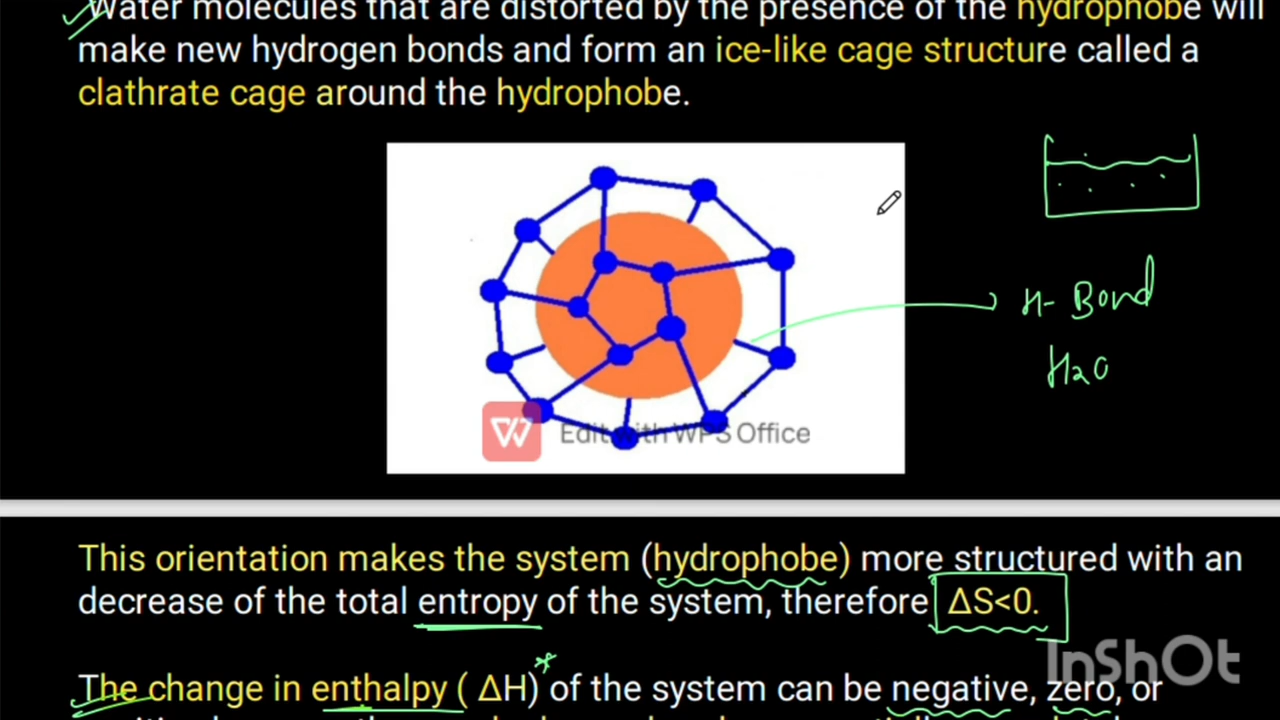 Water molecules that are distorted by the presence of the hydrophobe will
make new hydrogen bonds and form an ice-like cage structure called a
clathrate cage around the hydrophobe.
H- Bond
H2O
Edit with WPS Office
This orientation makes the system (hydrophobe) more structured with an
decrease of the total entropy of the system, therefore ΔS<0.
The change in enthalpy ( ΔH)* of the system can be negative, zero, or
InShOt